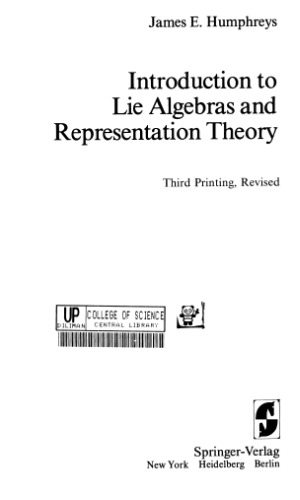 James E. Humphreys
Introduction to
Lie Algebras and
Representation Theory
Third Printing, Revised
UP
DILIMAN
COLLEGE OF SCIENCE
CENTRAL LIBRARY
Springer-Verlag
New York Heidelberg Berlin